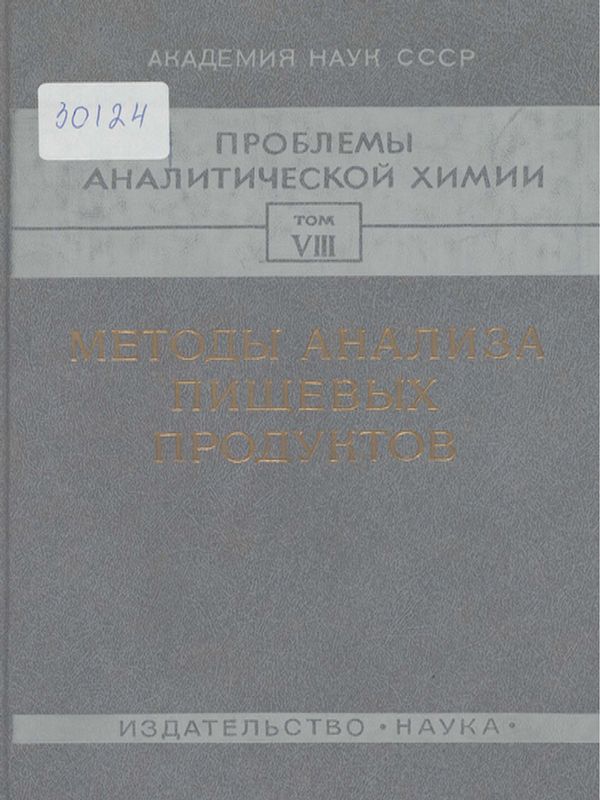 АКАДЕМИЯ НАУК СССР
30124
ПРОБЛЕМЫ
АНАЛИТИЧЕСКОЙ ХИМИИ
ТОМ
VIII
МЕТОДЫ АНАЛИЗА
ПИЩЕВЫХ
ПРОДУКТОВ
ИЗДАТЕЛЬСТВО • НАУКА •